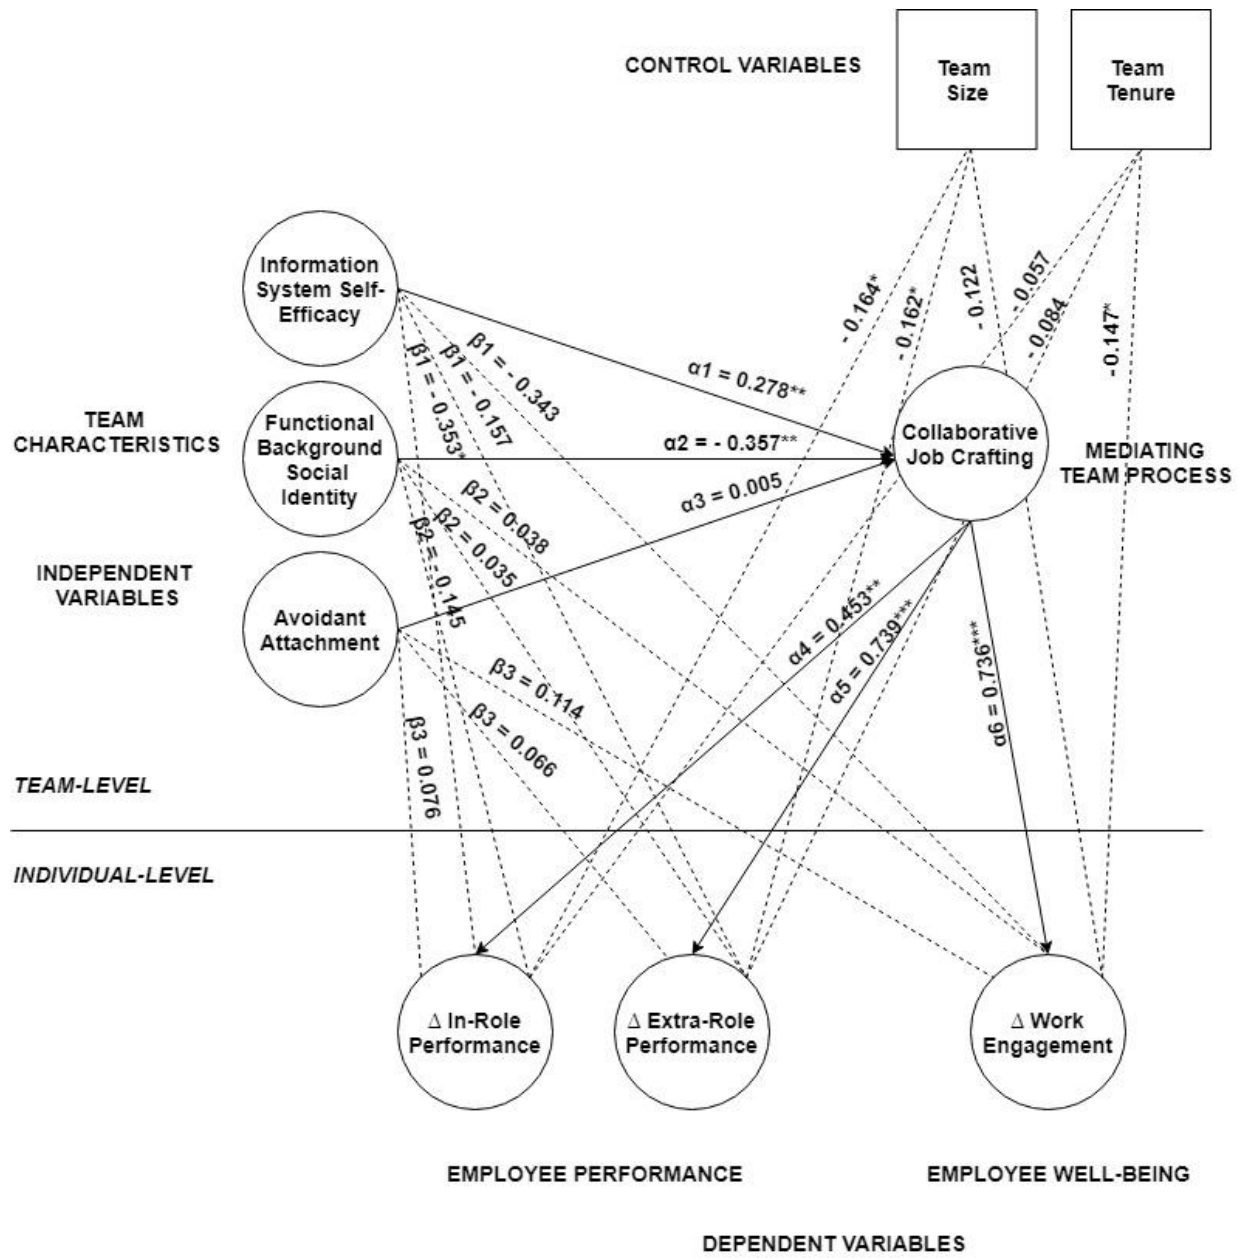 CONTROL VARIABLES
Team
Size
Team
Tenure
Information
System Self-
Efficacy
- 0.164*
- 0.162*
- 0.122
- 0.057
- 0.084
-0.147*
β1 = - 0.353*
β1 = - 0.157
β1 = - 0.343
α1 = 0.278**
TEAM
CHARACTERISTICS
Functional
Background
Social
Identity
α2 = - 0.357**
Collaborative
Job Crafting
MEDIATING
TEAM PROCESS
α3 = 0.005
β2 = - 0.145
β2 = 0.035
β2 = 0.038
INDEPENDENT
VARIABLES
Avoidant
Attachment
α4 = 0.453**
α5 = 0.739***
α6 = 0.736***
β3 = 0.076
β3 = 0.066
β3 = 0.114
TEAM-LEVEL
INDIVIDUAL-LEVEL
Δ In-Role
Performance
Δ Extra-Role
Performance
Δ Work
Engagement
EMPLOYEE PERFORMANCE
EMPLOYEE WELL-BEING
DEPENDENT VARIABLES